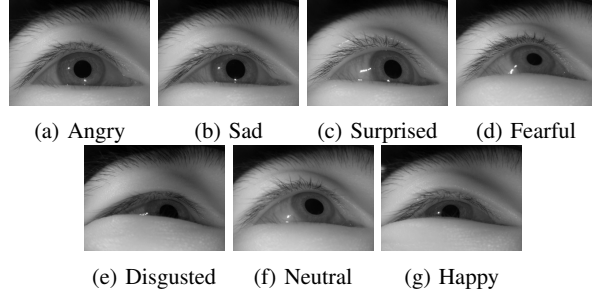 (a) Angry
(b) Sad
(c) Surprised
(d) Fearful
(e) Disgusted
(f) Neutral
(g) Happy